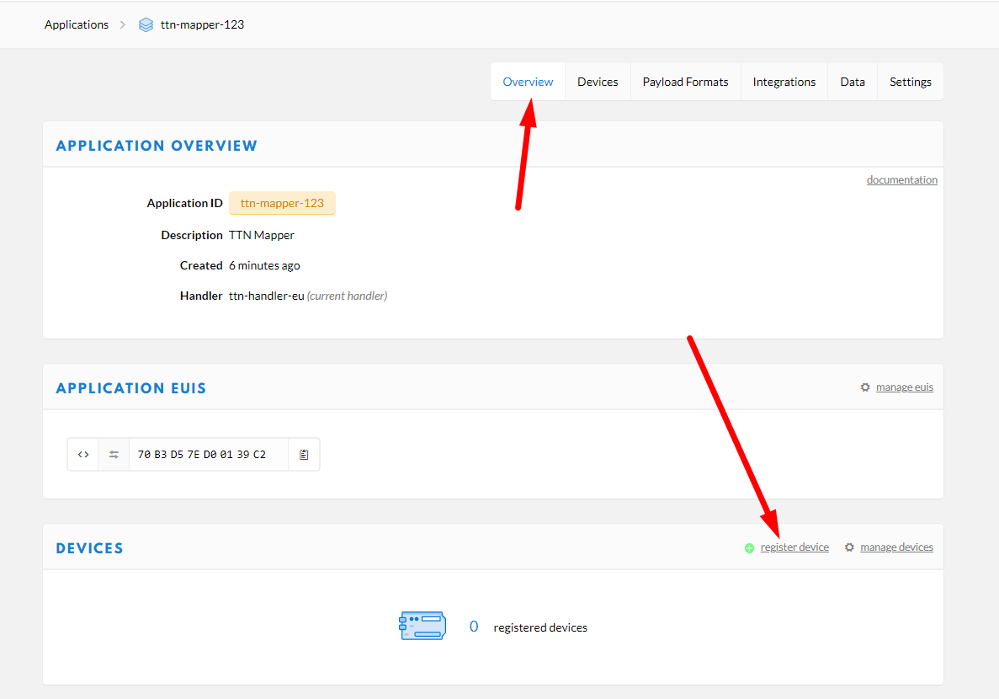 Applications > ttn-mapper-123
Overview Devices Payload Formats Integrations Data Settings
APPLICATION OVERVIEW
documentation
Application ID ttn-mapper-123
Description TTN Mapper
Created 6 minutes ago
Handler ttn-handler-eu (current handler)
APPLICATION EUIS
manage euis
<> 70 B3 D5 7E D0 01 39 C2
DEVICES
register device manage devices
0 registered devices